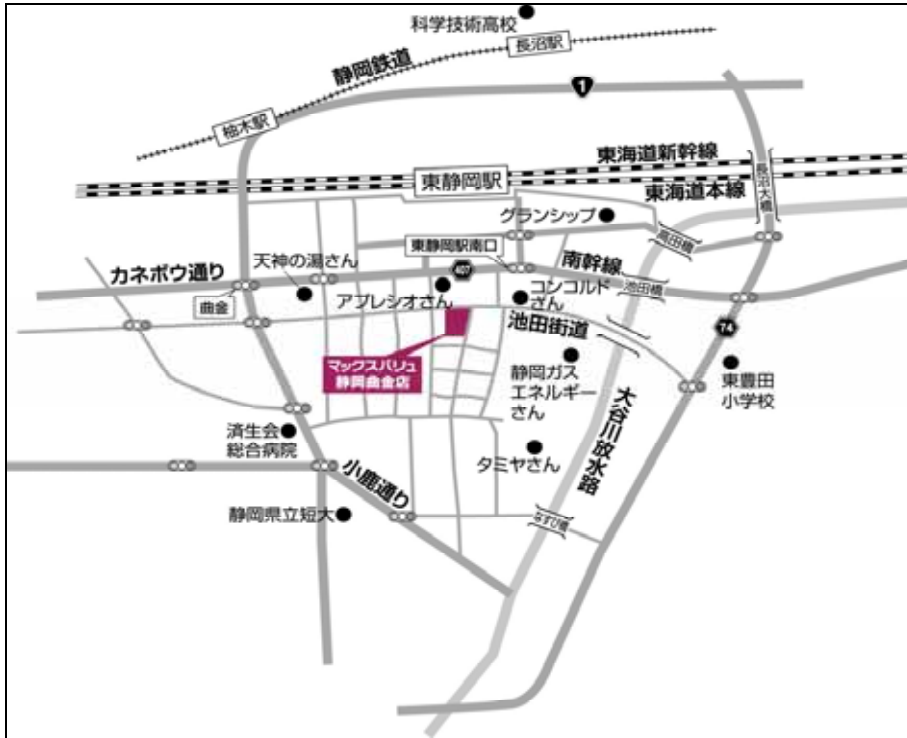 科学技術高校
長沼駅
静岡鉄道
1
柚木駅
東海道新幹線
東静岡駅
東海道本線
長沼大橋
グランシップ
高田橋
東静岡駅南口
天神の湯さん
カネボウ通り
407
南幹線
池田橋
曲金
アプレシオさん
コンコルド
さん
池田街道
74
マックスバリュ
静岡曲金店
静岡ガス
エネルギー
さん
東豊田
小学校
大谷川放水路
済生会
総合病院
タミヤさん
小鹿通り
静岡県立短大
なすび橋